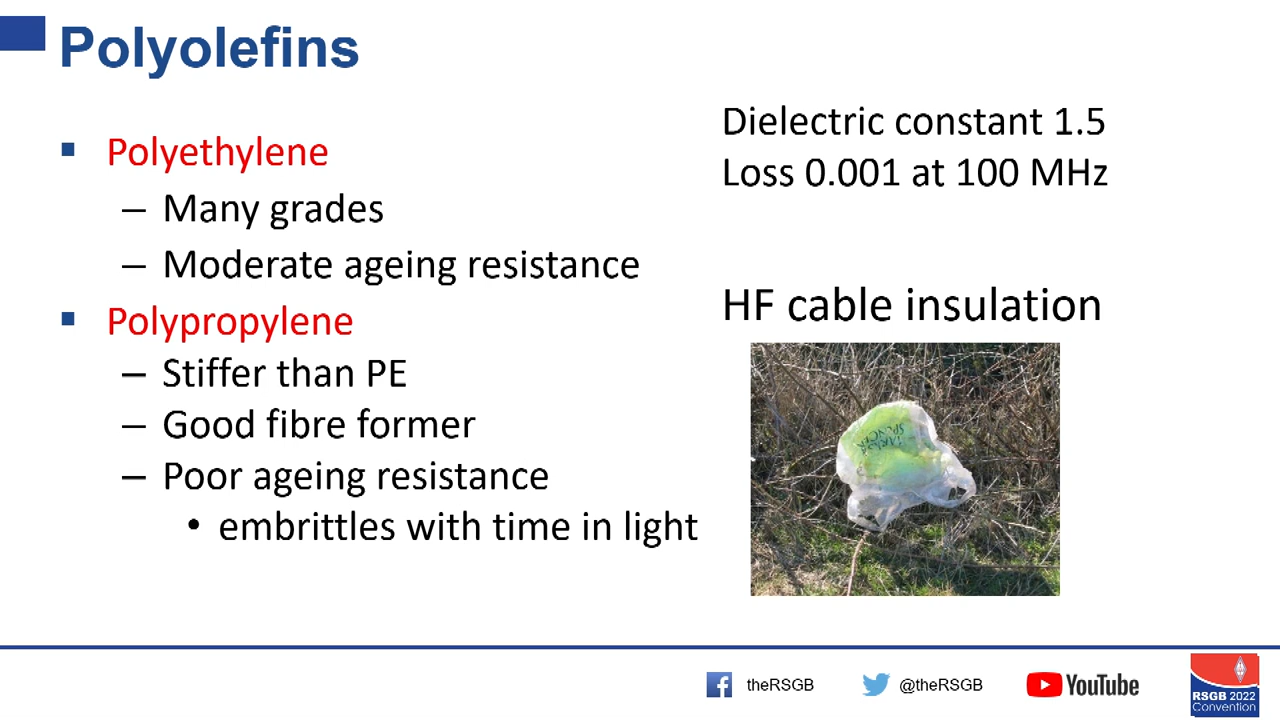 Polyolefins
▪ Polyethylene
– Many grades
– Moderate ageing resistance
▪ Polypropylene
– Stiffer than PE
– Good fibre former
– Poor ageing resistance
• embrittles with time in light
Dielectric constant 1.5
Loss 0.001 at 100 MHz
HF cable insulation
theRSGB
@theRSGB
YouTube
RSGB 2022
Convention